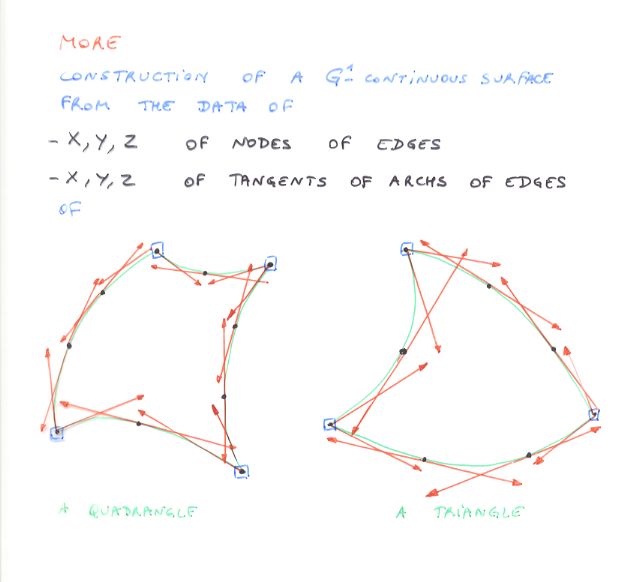 MORE
CONSTRUCTION OF A G1 CONTINUOUS SURFACE
FROM THE DATA OF
- X, Y, Z OF NODES OF EDGES
- X, Y, Z OF TANGENTS OF ARCHS OF EDGES
OF
A QUADRANGLE A TRIANGLE